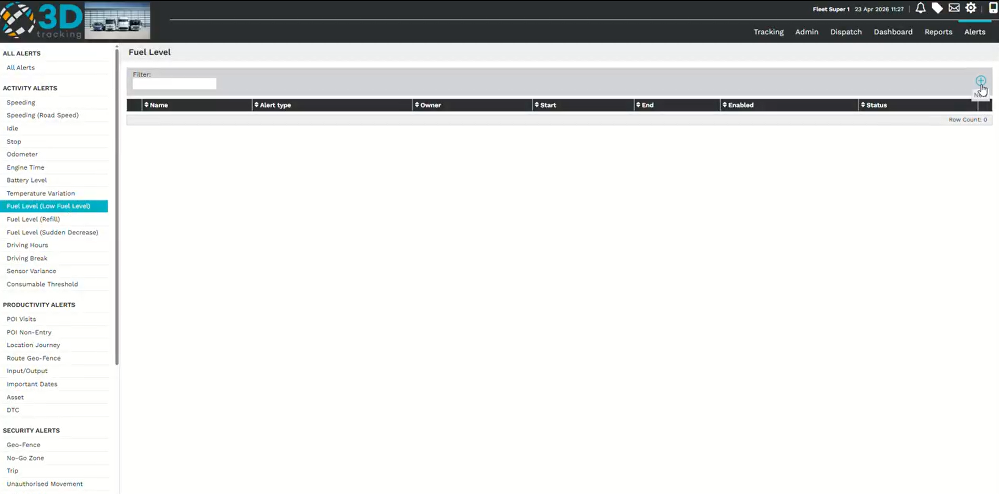 3D
tracking
Fleet Super 1 23 Apr 2026 11:27
Tracking Admin Dispatch Dashboard Reports Alerts
ALL ALERTS
All Alerts
ACTIVITY ALERTS
Speeding
Speeding (Road Speed)
Idle
Stop
Odometer
Engine Time
Battery Level
Temperature Variation
Fuel Level (Low Fuel Level)
Fuel Level (Refill)
Fuel Level (Sudden Decrease)
Driving Hours
Driving Break
Sensor Variance
Consumable Threshold
PRODUCTIVITY ALERTS
POI Visits
POI Non-Entry
Location Journey
Route Geo-Fence
Input/Output
Important Dates
Asset
DTC
SECURITY ALERTS
Geo-Fence
No-Go Zone
Trip
Unauthorised Movement
Fuel Level
Filter:
Name Alert type Owner Start End Enabled Status
Row Count: 0